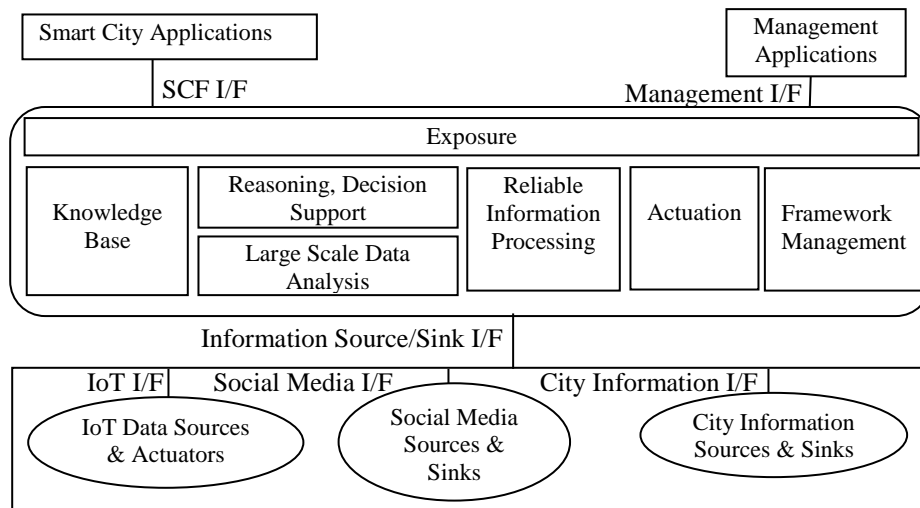 Smart City Applications
Management
Applications
SCF I/F
Management I/F
Exposure
Knowledge
Base
Reasoning, Decision
Support
Large Scale Data
Analysis
Reliable
Information
Processing
Actuation
Framework
Management
Information Source/Sink I/F
IoT I/F
Social Media I/F
City Information I/F
IoT Data Sources
& Actuators
Social Media
Sources &
Sinks
City Information
Sources & Sinks